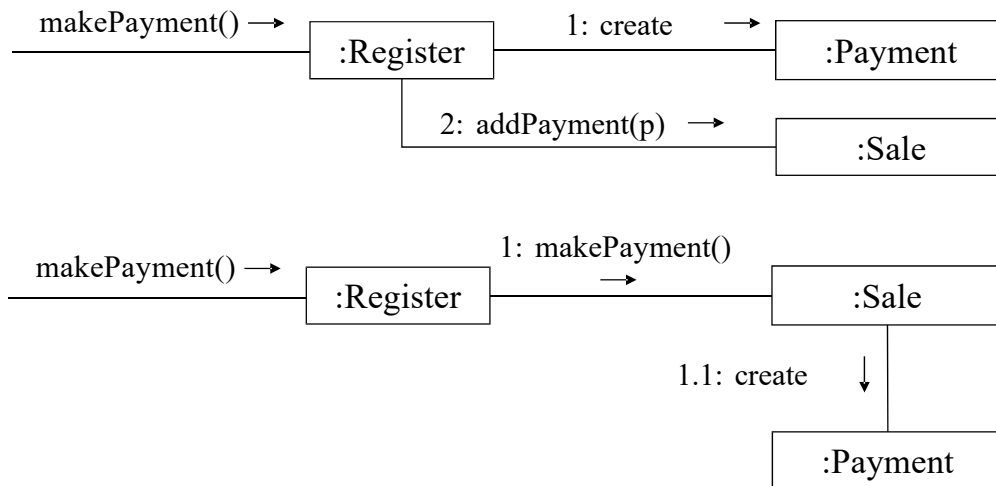 makePayment()
1: create
:Register
:Payment
2: addPayment(p)
:Sale
1: makePayment()
makePayment()
:Register
:Sale
1.1: create
:Payment